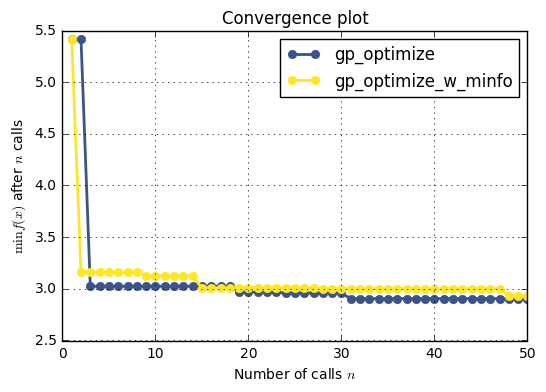 Convergence plot
5.5
5.0
4.5
4.0
3.5
3.0
2.5
min f(x) after n calls
gp_optimize
gp_optimize_w_minfo
0 10 20 30 40 50
Number of calls n